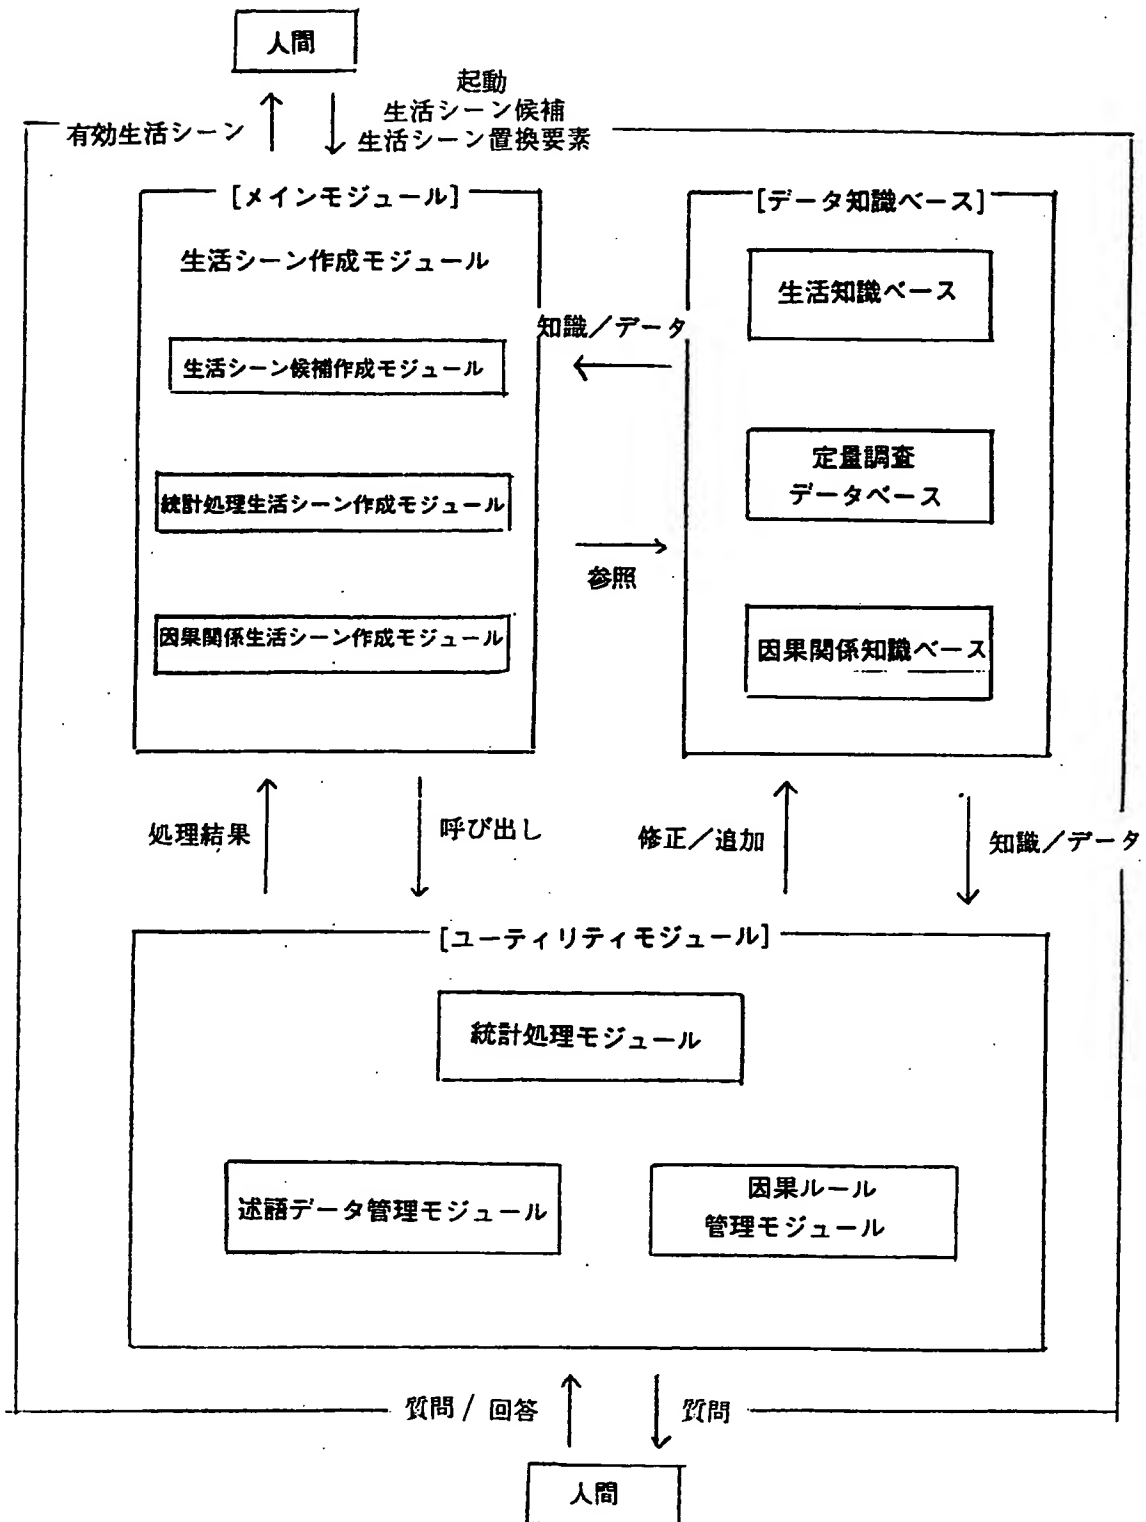 人間
起動
生活シーン候補
有効生活シーン
生活シーン置換要素
[メインモジュール]
生活シーン作成モジュール
生活シーン候補作成モジュール
統計処理生活シーン作成モジュール
因果関係生活シーン作成モジュール
知識／データ
参照
[データ知識ベース]
生活知識ベース
定量調査
データベース
因果関係知識ベース
処理結果
呼び出し
修正／追加
知識／データ
[ユーティリティモジュール]
統計処理モジュール
述語データ管理モジュール
因果ルール
管理モジュール
質問 / 回答
質問
人間